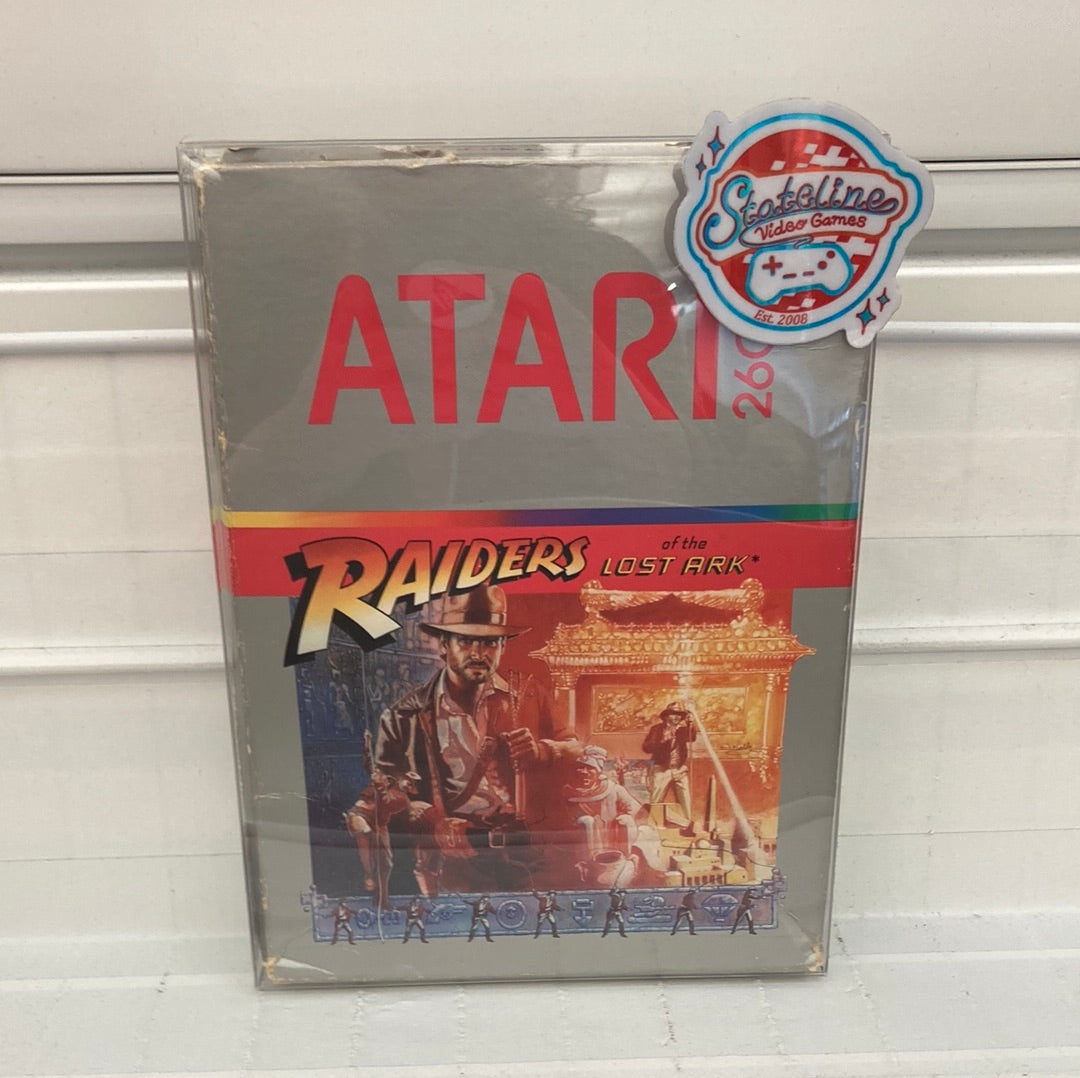 Stateline
Video Games
Est. 2008
ATARI
260
RAIDERS
of the
LOST ARK*